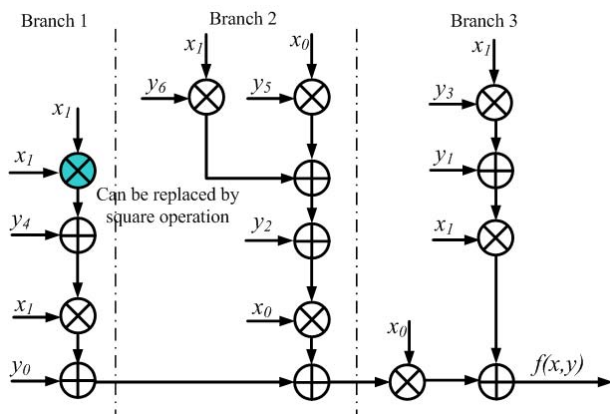 Branch 1
Branch 2
Branch 3
x₁
x₀
x₁
y₆
y₅
y₃
x₁
x₁
y₁
Can be replaced by
square operation
y₄
y₂
x₁
x₁
x₀
x₀
y₀
f(x,y)